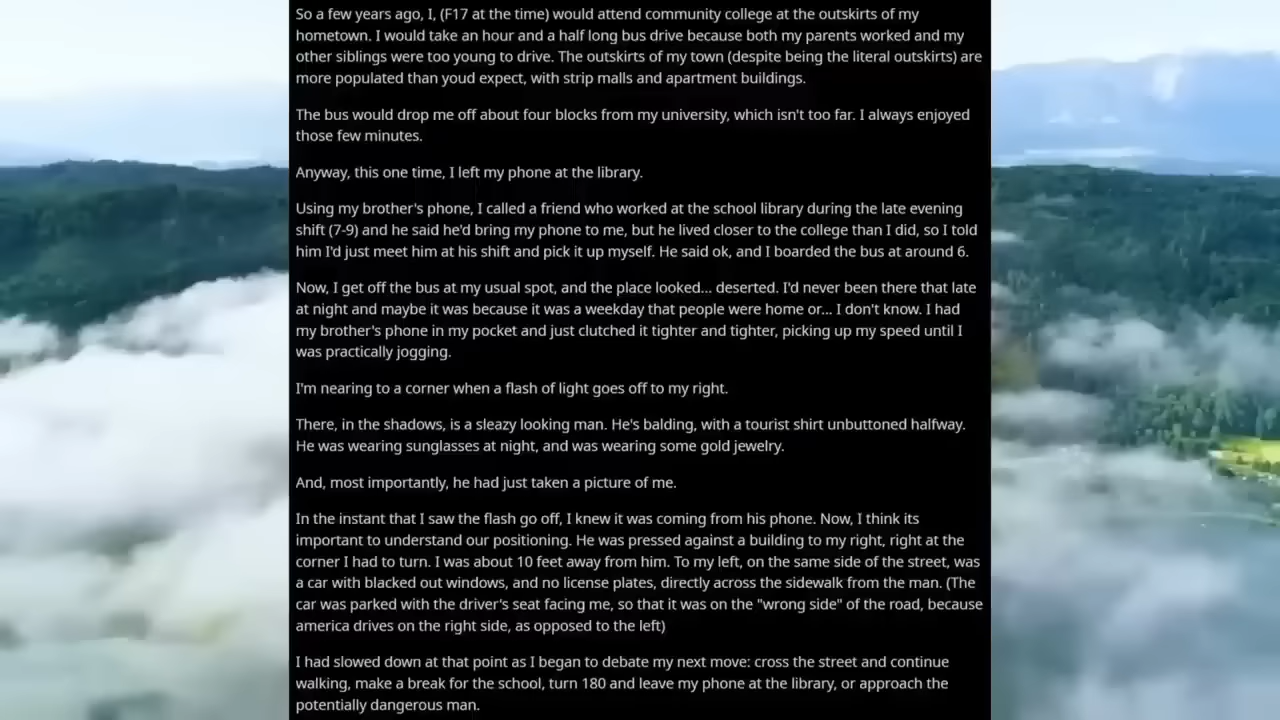 So a few years ago, I, (F17 at the time) would attend community college at the outskirts of my
hometown. I would take an hour and a half long bus drive because both my parents worked and my
other siblings were too young to drive. The outskirts of my town (despite being the literal outskirts) are
more populated than youd expect, with strip malls and apartment buildings.
The bus would drop me off about four blocks from my university, which isn't too far. I always enjoyed
those few minutes.
Anyway, this one time, I left my phone at the library.
Using my brother's phone, I called a friend who worked at the school library during the late evening
shift (7-9) and he said he'd bring my phone to me, but he lived closer to the college than I did, so I told
him I'd just meet him at his shift and pick it up myself. He said ok, and I boarded the bus at around 6.
Now, I get off the bus at my usual spot, and the place looked... deserted. I'd never been there that late
at night and maybe it was because it was a weekday that people were home or... I don't know. I had
my brother's phone in my pocket and just clutched it tighter and tighter, picking up my speed until I
was practically jogging.
I'm nearing to a corner when a flash of light goes off to my right.
There, in the shadows, is a sleazy looking man. He's balding, with a tourist shirt unbuttoned halfway.
He was wearing sunglasses at night, and was wearing some gold jewelry.
And, most importantly, he had just taken a picture of me.
In the instant that I saw the flash go off, I knew it was coming from his phone. Now, I think its
important to understand our positioning. He was pressed against a building to my right, right at the
corner I had to turn. I was about 10 feet away from him. To my left, on the same side of the street, was
a car with blacked out windows, and no license plates, directly across the sidewalk from the man. (The
car was parked with the driver's seat facing me, so that it was on the "wrong side" of the road, because
america drives on the right side, as opposed to the left)
I had slowed down at that point as I began to debate my next move: cross the street and continue
walking, make a break for the school, turn 180 and leave my phone at the library, or approach the
potentially dangerous man.